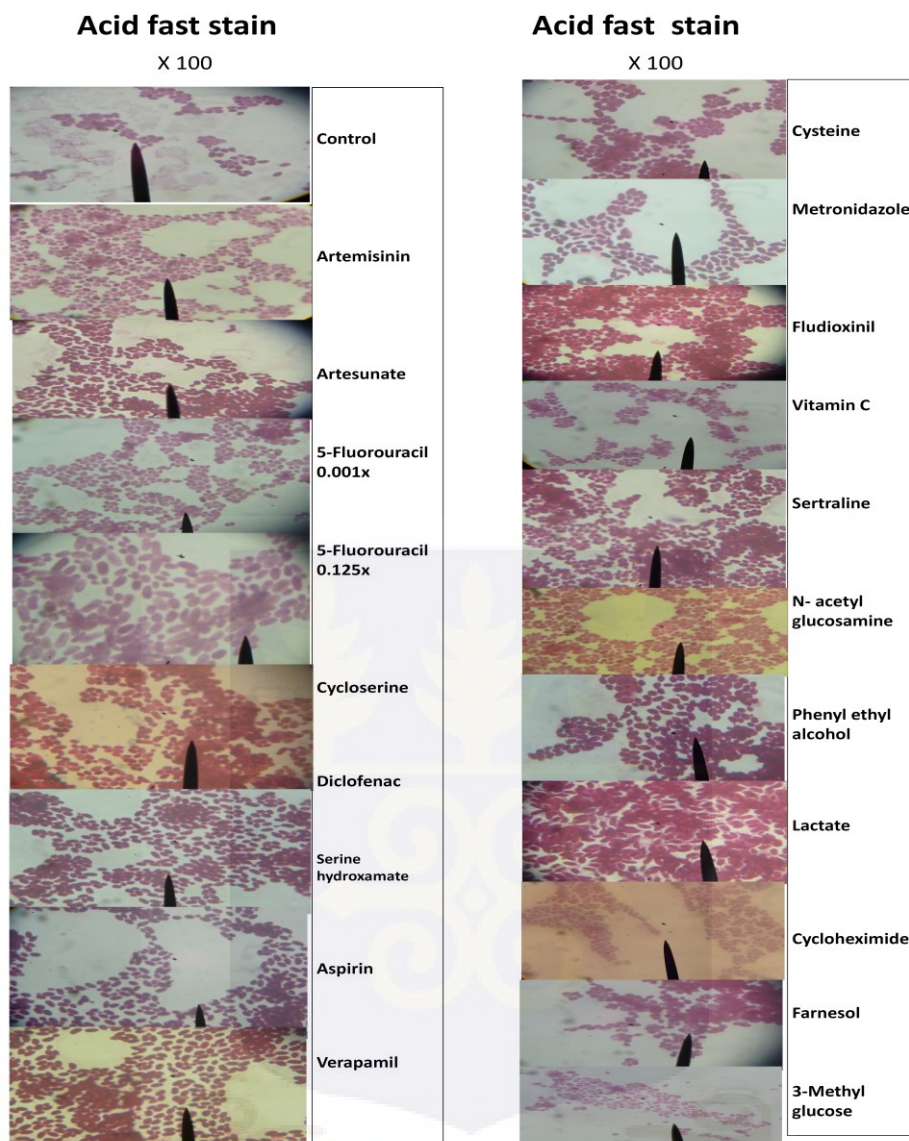 Acid fast stain
X 100
Control
Artemisinin
Artesunate
5-Fluorouracil
0.001x
5-Fluorouracil
0.125x
Cycloserine
Diclofenac
Serine
hydroxamate
Aspirin
Verapamil
Acid fast  stain
X 100
Cysteine
Metronidazole
Fludioxinil
Vitamin C
Sertraline
N- acetyl
glucosamine
Phenyl ethyl
alcohol
Lactate
Cycloheximide
Farnesol
3-Methyl
glucose